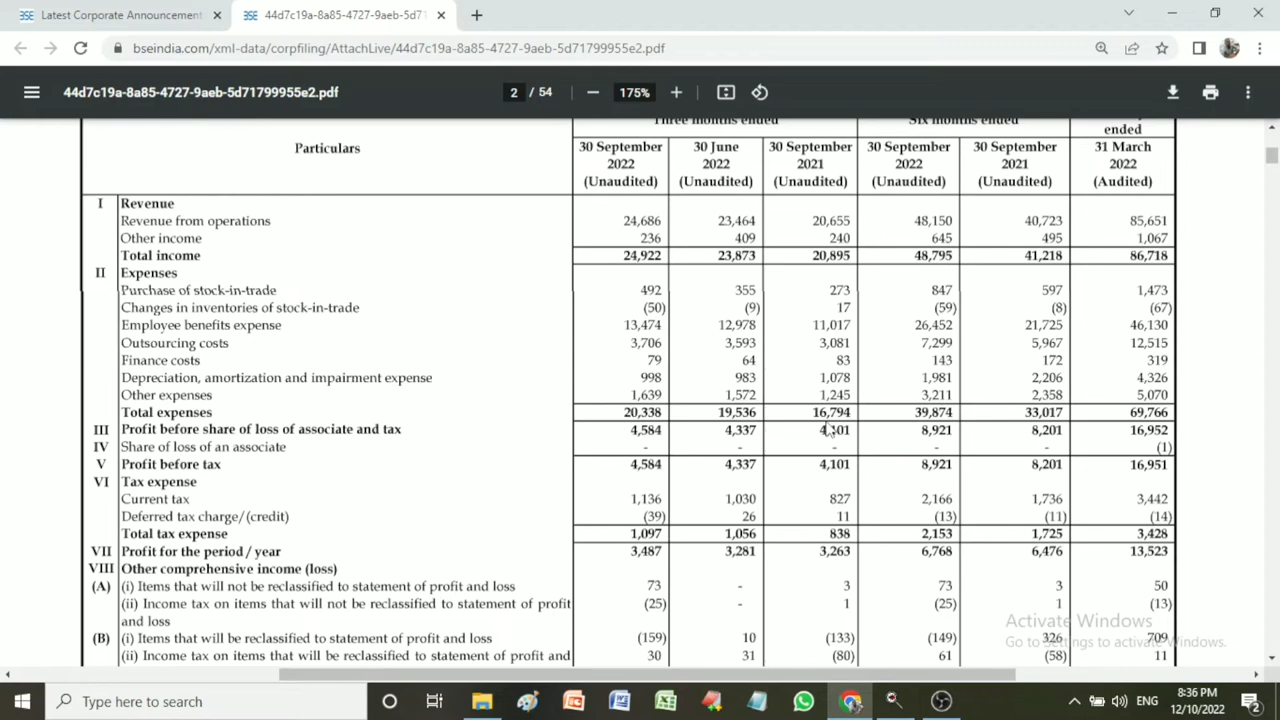 Latest Corporate Announcement
44d7c19a-8a85-4727-9aeb-5d71
bseindia.com/xml-data/corpfiling/AttachLive/44d7c19a-8a85-4727-9aeb-5d71799955e2.pdf
44d7c19a-8a85-4727-9aeb-5d71799955e2.pdf 2 / 54 175%
Three months ended Six months ended
ended
Particulars 30 September 2022 (Unaudited) 30 June 2022 (Unaudited) 30 September 2021 (Unaudited) 30 September 2022 (Unaudited) 30 September 2021 (Unaudited) 31 March 2022 (Audited)
I Revenue
Revenue from operations 24,686 23,464 20,655 48,150 40,723 85,651
Other income 236 409 240 645 495 1,067
Total income 24,922 23,873 20,895 48,795 41,218 86,718
II Expenses
Purchase of stock-in-trade 492 355 273 847 597 1,473
Changes in inventories of stock-in-trade (50) (9) 17 (59) (8) (67)
Employee benefits expense 13,474 12,978 11,017 26,452 21,725 46,130
Outsourcing costs 3,706 3,593 3,081 7,299 5,967 12,515
Finance costs 79 64 83 143 172 319
Depreciation, amortization and impairment expense 998 983 1,078 1,981 2,206 4,326
Other expenses 1,639 1,572 1,245 3,211 2,358 5,070
Total expenses 20,338 19,536 16,794 39,874 33,017 69,766
III Profit before share of loss of associate and tax 4,584 4,337 4,101 8,921 8,201 16,952
IV Share of loss of an associate - - - - - (1)
V Profit before tax 4,584 4,337 4,101 8,921 8,201 16,951
VI Tax expense
Current tax 1,136 1,030 827 2,166 1,736 3,442
Deferred tax charge/(credit) (39) 26 11 (13) (11) (14)
Total tax expense 1,097 1,056 838 2,153 1,725 3,428
VII Profit for the period / year 3,487 3,281 3,263 6,768 6,476 13,523
VIII Other comprehensive income (loss)
(A) (i) Items that will not be reclassified to statement of profit and loss 73 - 3 73 3 50
(ii) Income tax on items that will not be reclassified to statement of profit (25) - 1 (25) 1 (13)
and loss
(B) (i) Items that will be reclassified to statement of profit and loss (159) 10 (133) (149) 326 709
(ii) Income tax on items that will be reclassified to statement of profit and 30 31 (80) 61 (58) 11
Activate Windows
Go to Settings to activate Windows.
Type here to search
ENG
8:36 PM
12/10/2022
2